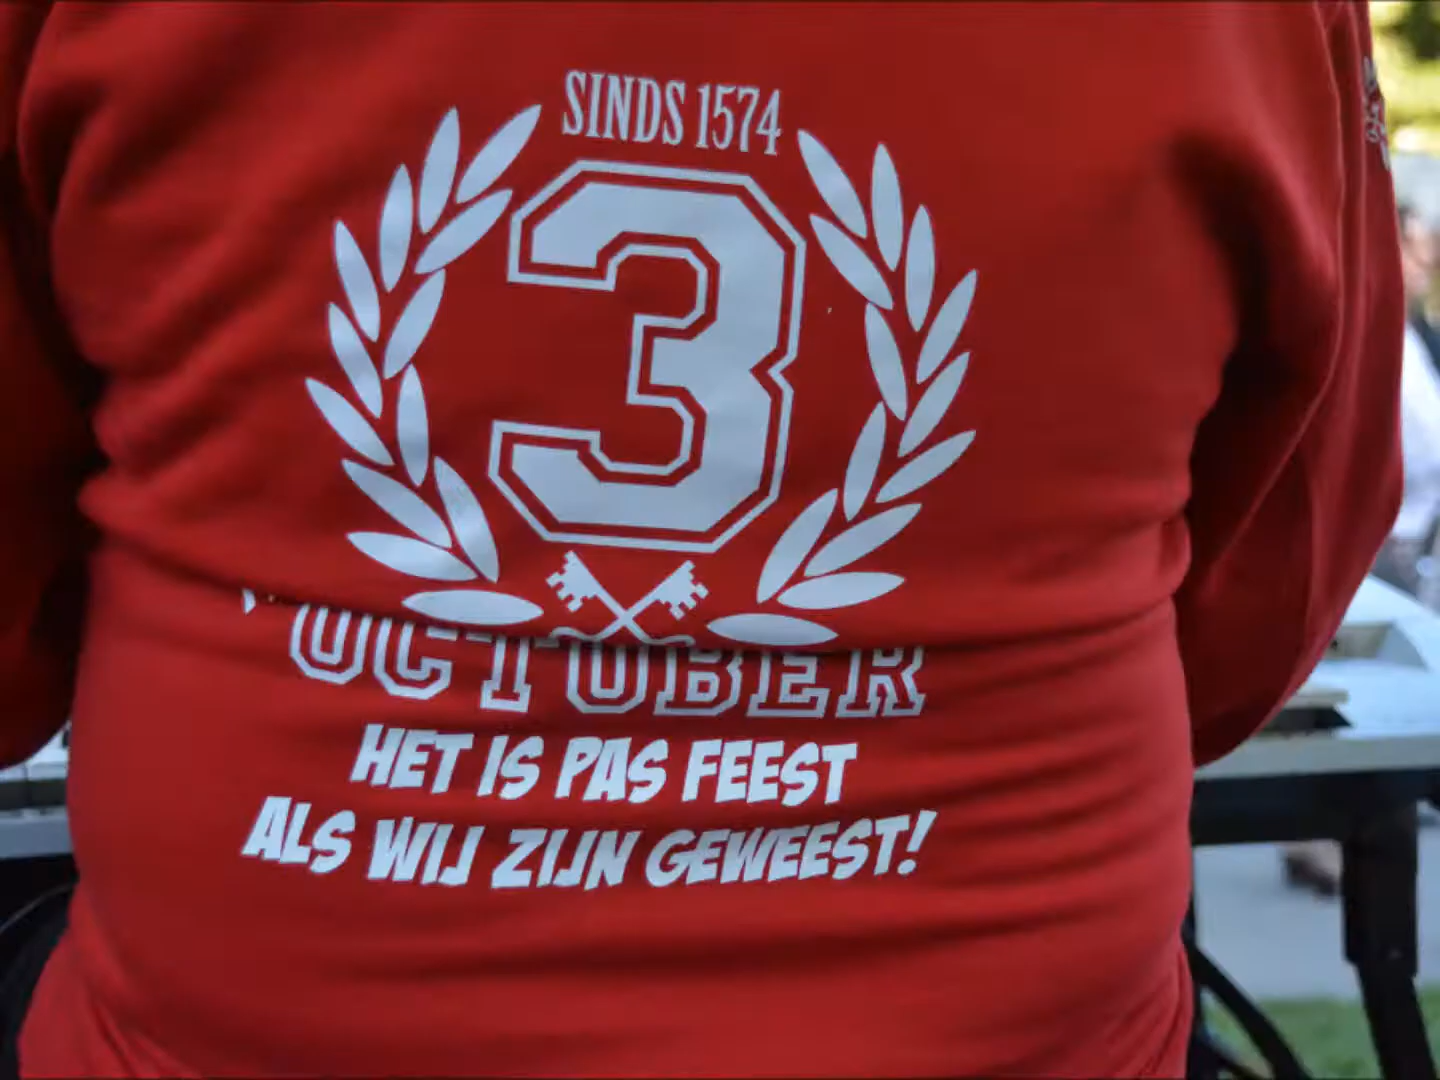 SINDS 1574
3
OCTOBER
HET IS PAS FEEST
ALS WIJ ZIJN GEWEEST!